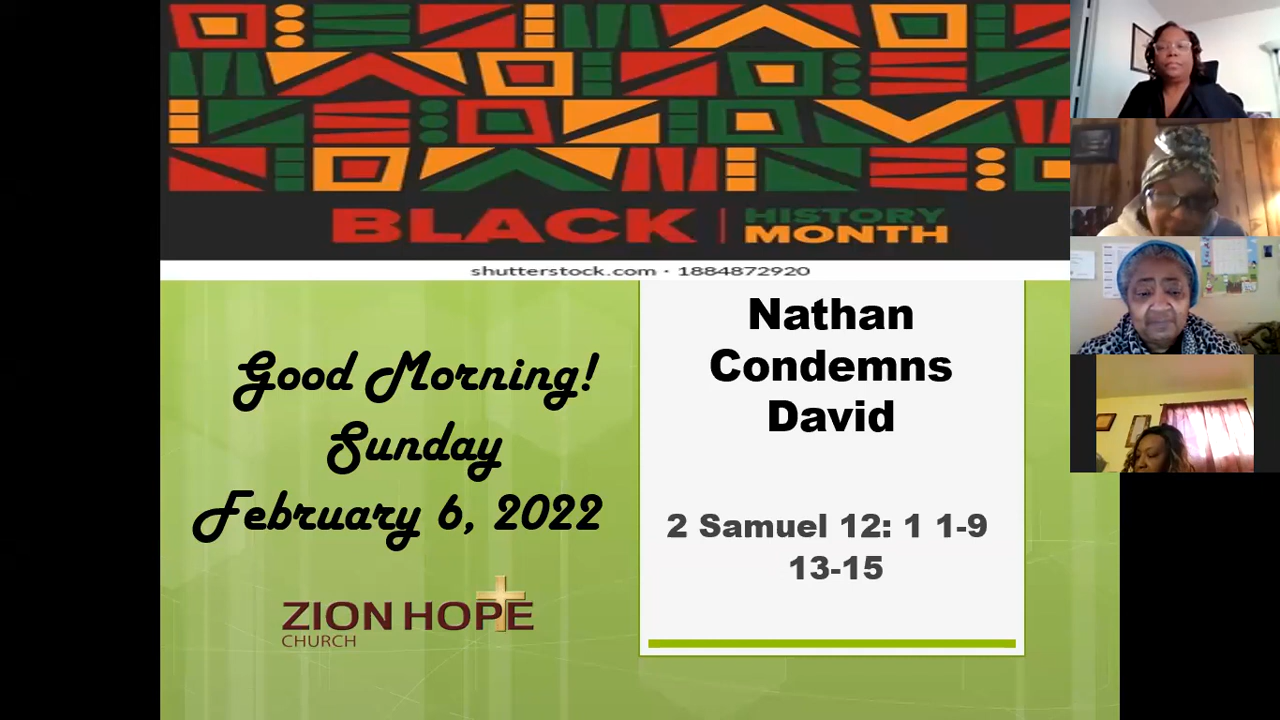 BLACK | HISTORY
MONTH
shutterstock.com · 1884872920
Good Morning!
Sunday
February 6, 2022
ZION HOPE
CHURCH
Nathan
Condemns
David
2 Samuel 12: 1 1-9
13-15